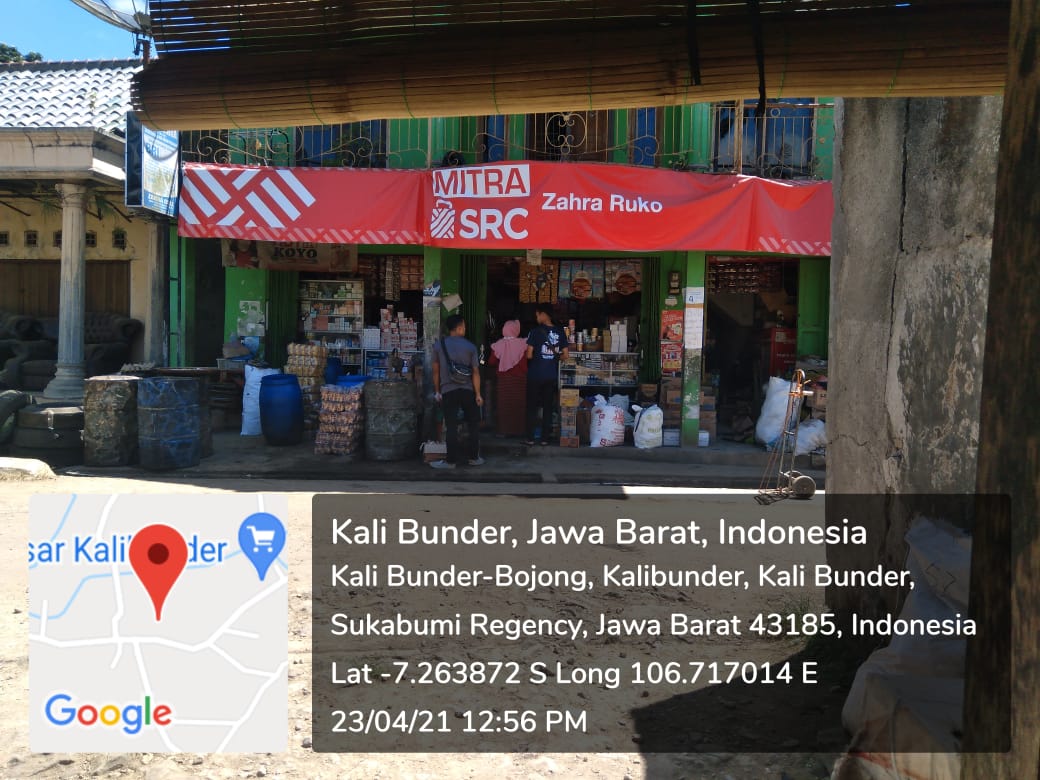 MITRA
SRC
Zahra Ruko
KOYO
sar Kalibunder
Google
Kali Bunder, Jawa Barat, Indonesia
Kali Bunder-Bojong, Kalibunder, Kali Bunder,
Sukabumi Regency, Jawa Barat 43185, Indonesia
Lat -7.263872 S Long 106.717014 E
23/04/21 12:56 PM